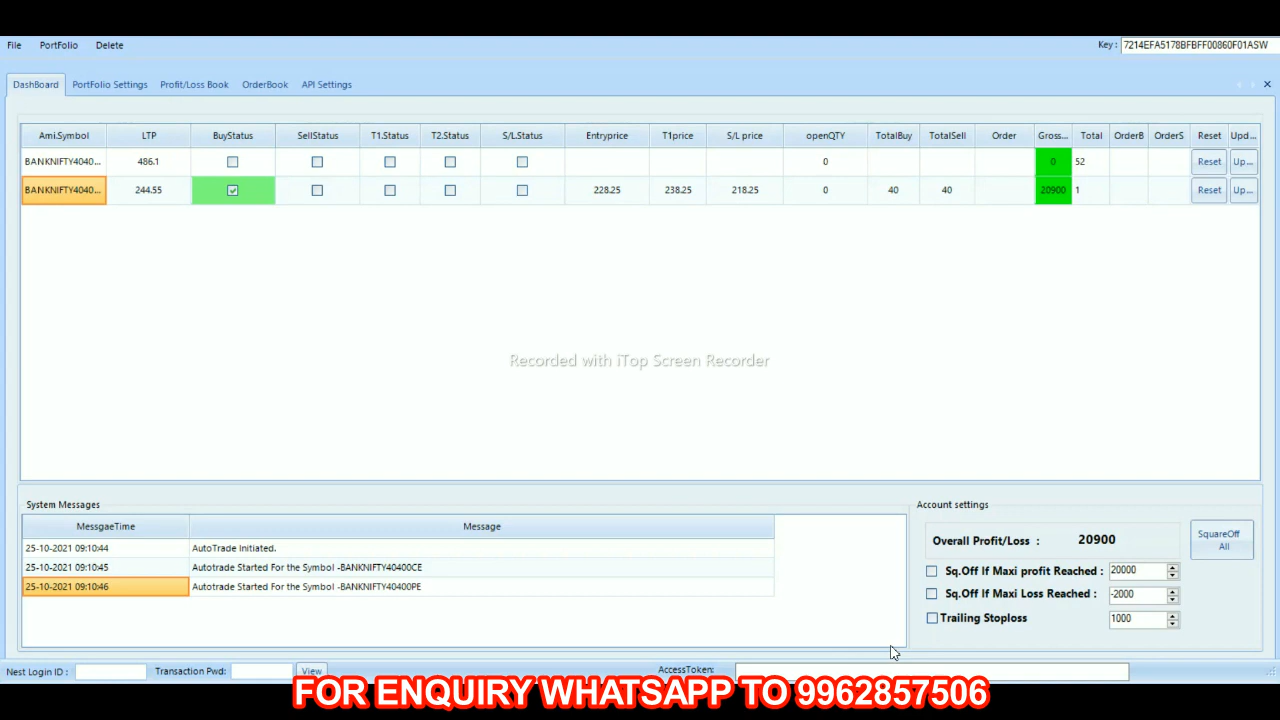 File PortFolio Delete Key : 7214EFA5178BFBFF00860F01ASW
DashBoard PortFolio Settings Profit/Loss Book OrderBook API Settings
Ami.Symbol LTP BuyStatus SellStatus T1.Status T2.Status S/L.Status Entryprice T1price S/L price openQTY TotalBuy TotalSell Order Gross... Total OrderB OrderS Reset Upd...
BANKNIFTY4040... 486.1 0 0 52 Reset Up...
BANKNIFTY4040... 244.55 228.25 238.25 218.25 0 40 40 20900 1 Reset Up...
Recorded with iTop Screen Recorder
System Messages
MessgaeTime Message
25-10-2021 09:10:44 AutoTrade Initiated.
25-10-2021 09:10:45 Autotrade Started For the Symbol -BANKNIFTY40400CE
25-10-2021 09:10:46 Autotrade Started For the Symbol -BANKNIFTY40400PE
Account settings
Overall Profit/Loss : 20900
SquareOff
All
Sq.Off If Maxi profit Reached : 20000
Sq.Off If Maxi Loss Reached : -2000
Trailing Stoploss 1000
Nest Login ID : Transaction Pwd: View AccessToken:
FOR ENQUIRY WHATSAPP TO 9962857506